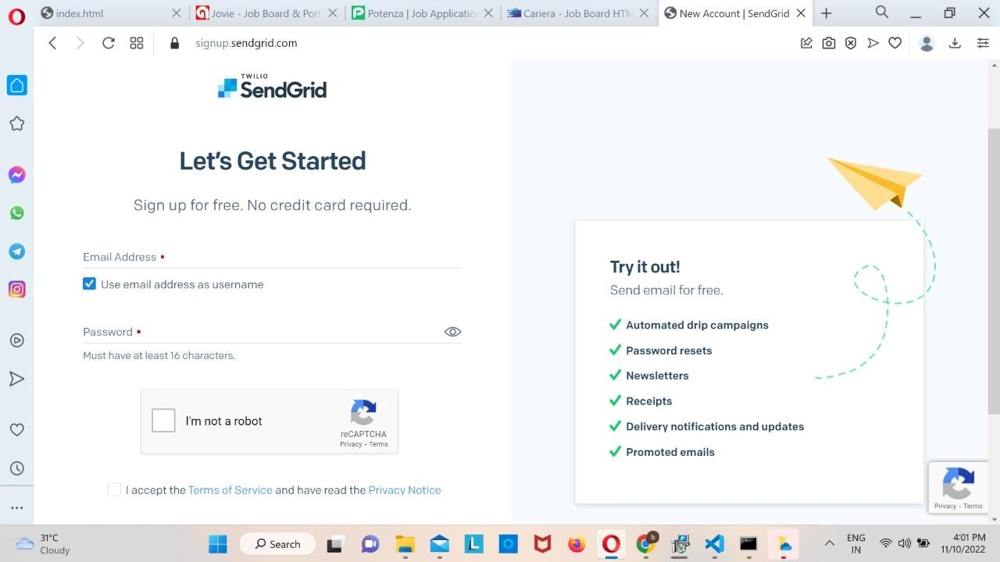 index.html
Jovie - Job Board & Port
Potenza | Job Applicatio
Cariera - Job Board HTM
New Account | SendGrid
signup.sendgrid.com
TWILIO
SendGrid
Let's Get Started
Sign up for free. No credit card required.
Email Address
Use email address as username
Password
Must have at least 16 characters.
I'm not a robot
reCAPTCHA
Privacy - Terms
I accept the Terms of Service and have read the Privacy Notice
Try it out!
Send email for free.
Automated drip campaigns
Password resets
Newsletters
Receipts
Delivery notifications and updates
Promoted emails
Privacy - Terms
31°C
Cloudy
Search
L
b
ENG
IN
4:01 PM
11/10/2022